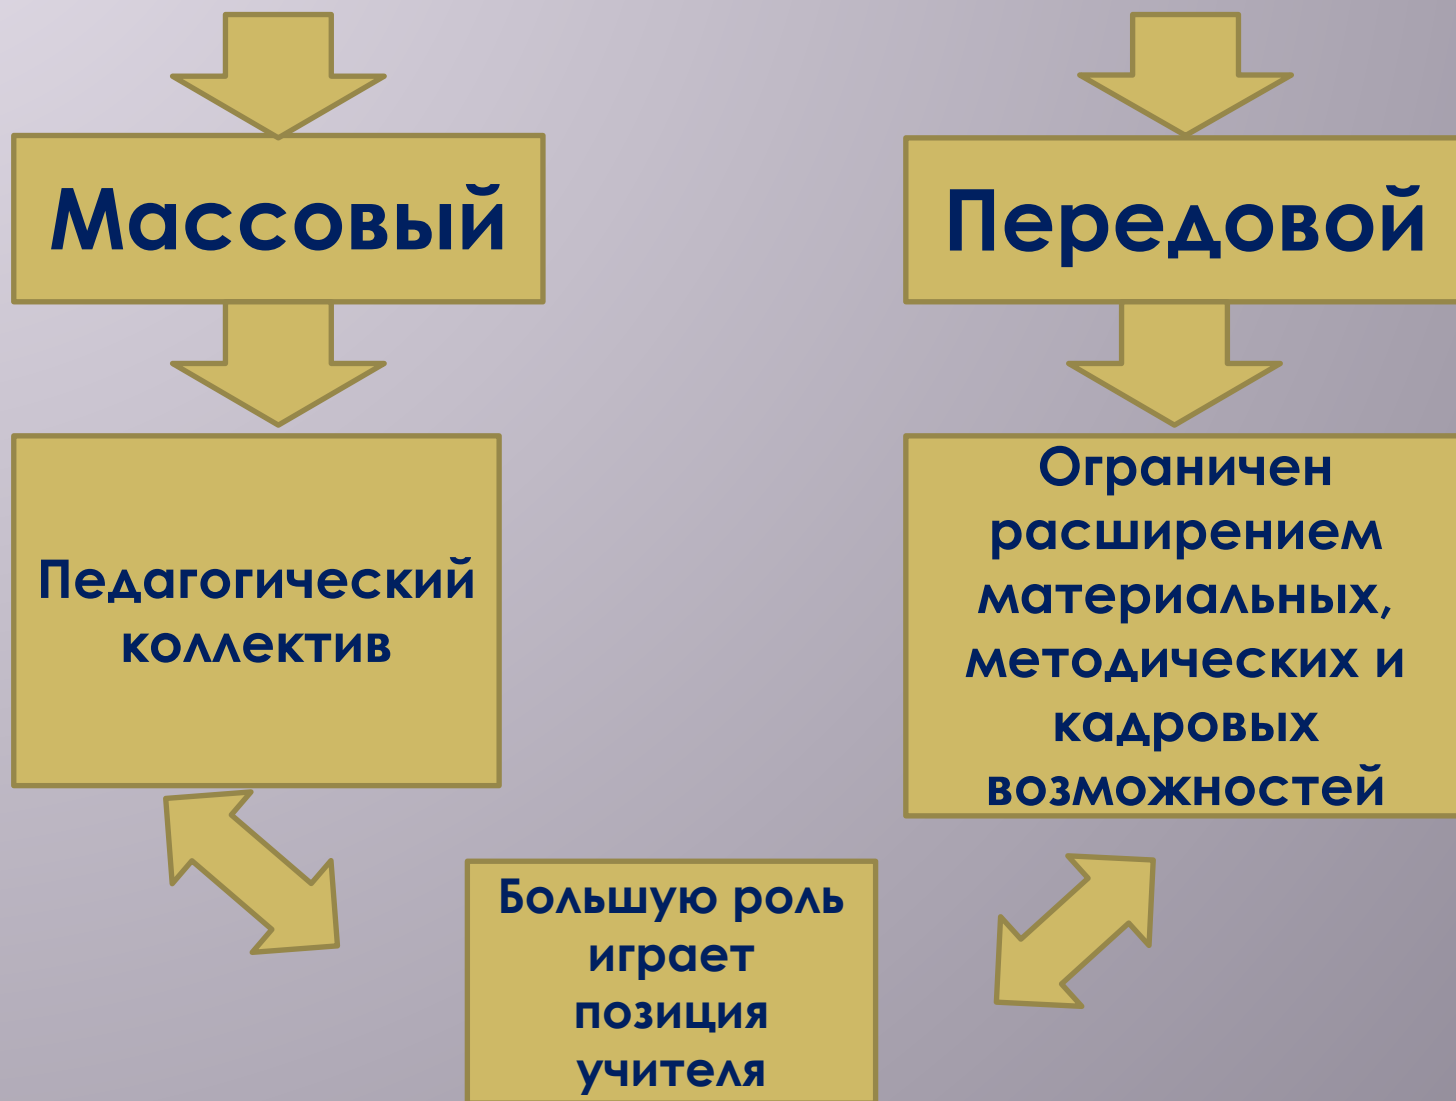 Массовый
Передовой
Педагогический
коллектив
Ограничен
расширением
материальных,
методических и
кадровых
возможностей
Большую роль
играет
позиция
учителя